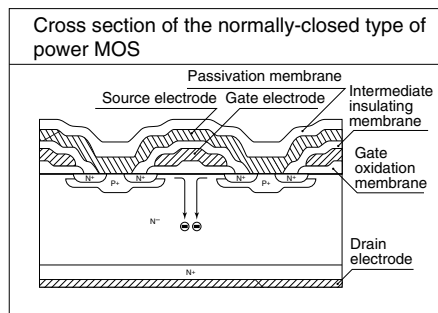 Cross section of the normally-closed type of
power MOS
Passivation membrane
Source electrode
Gate electrode
Intermediate
insulating
membrane
Gate
oxidation
membrane
N+
P+
N+
N+
P+
N+
N−
N+
Drain
electrode